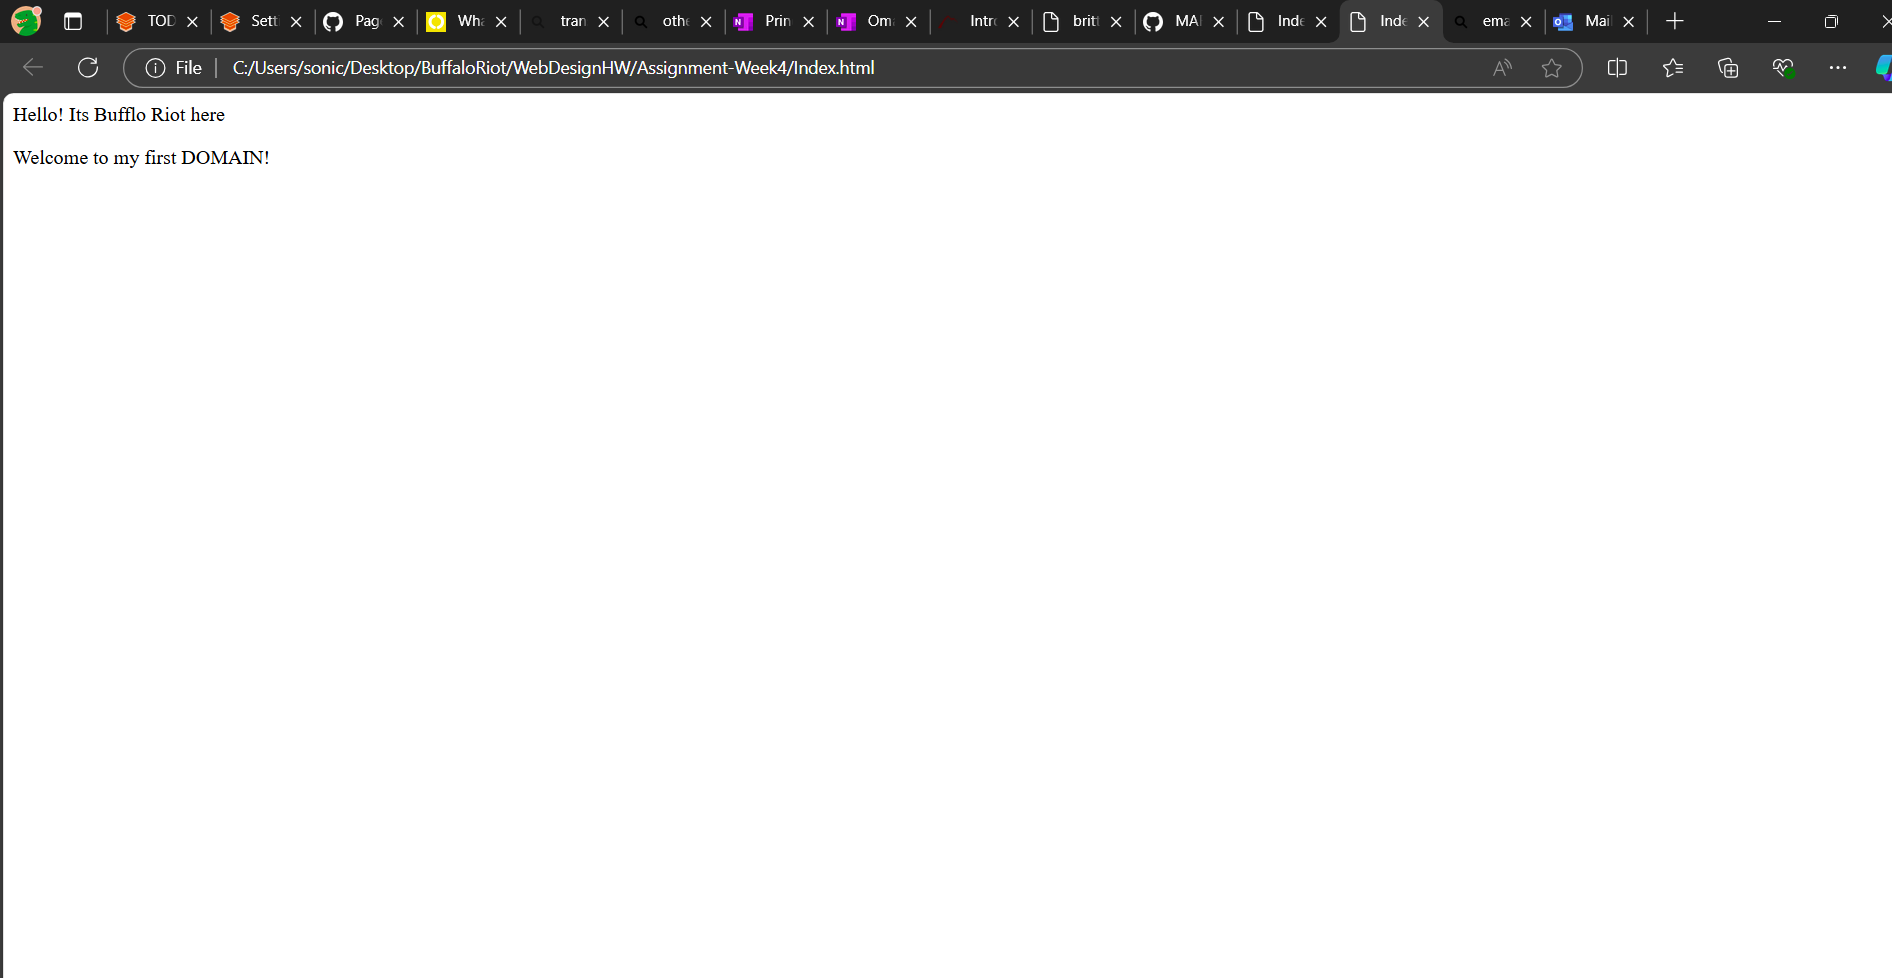 TOD Sett Pag Wha tran othe Prin Om Intro britt MAI Inde Inde ema Mail
File C:/Users/sonic/Desktop/BuffaloRiot/WebDesignHW/Assignment-Week4/Index.html
Hello! Its Bufflo Riot here
Welcome to my first DOMAIN!